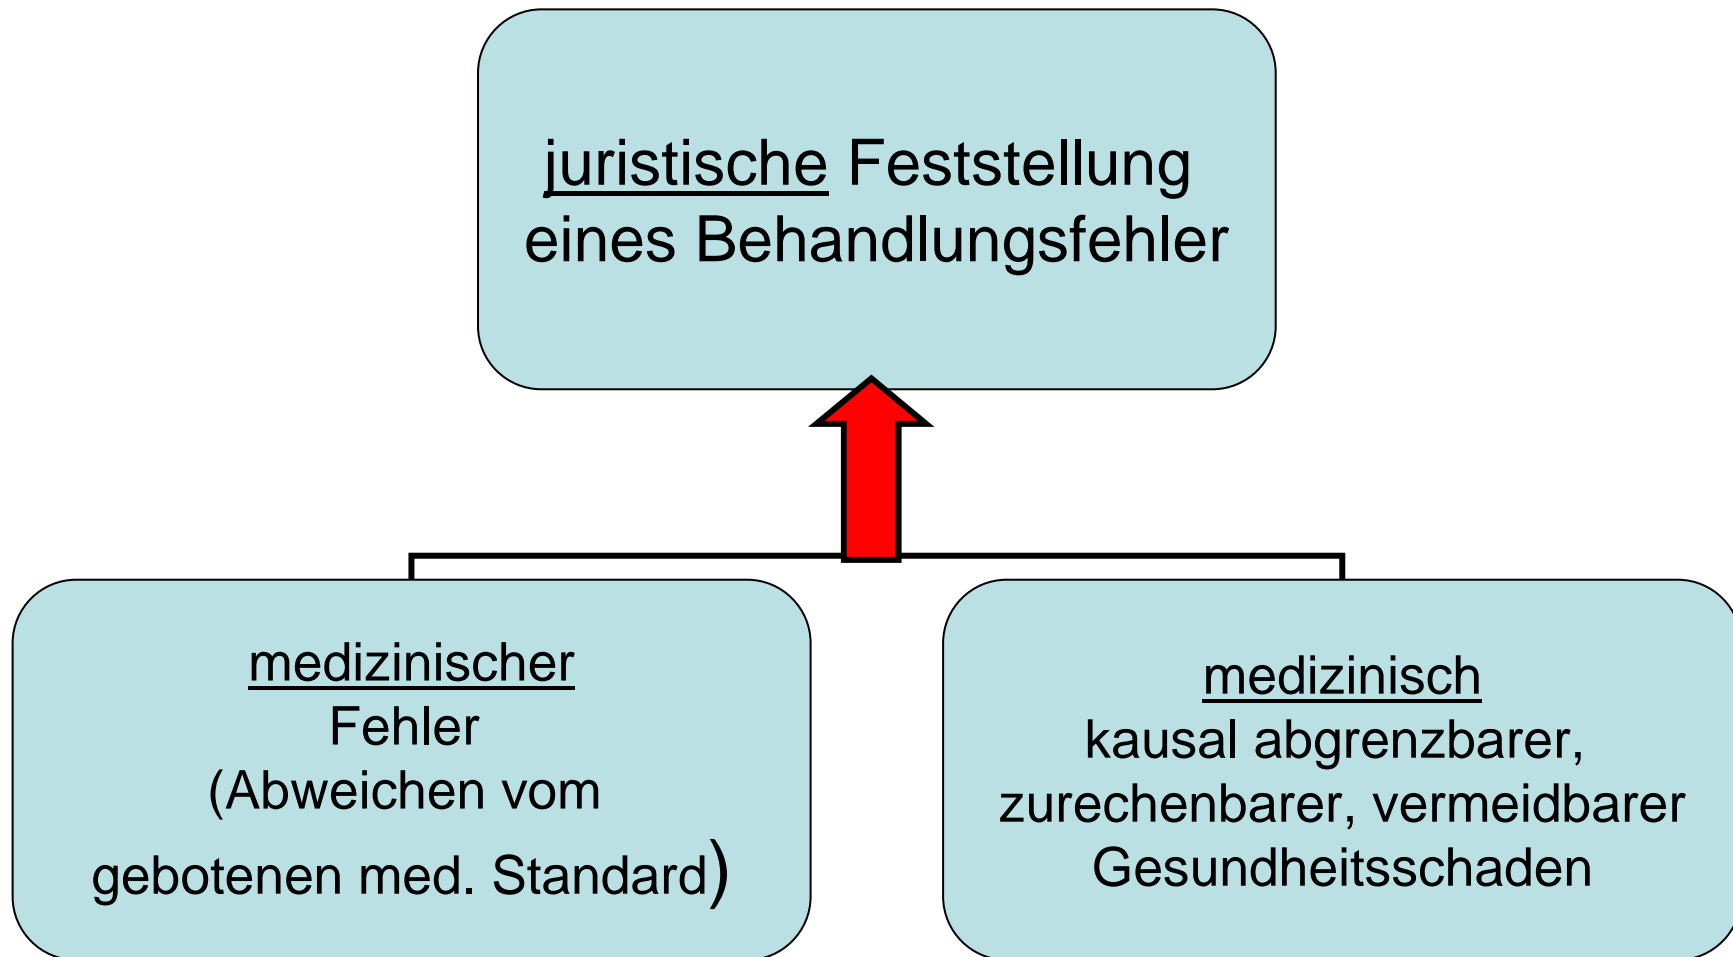 juristische Feststellung
eines Behandlungsfehler
medizinischer
Fehler
(Abweichen vom
gebotenen med. Standard)
medizinisch
kausal abgrenzbarer,
zurechenbarer, vermeidbarer
Gesundheitsschaden